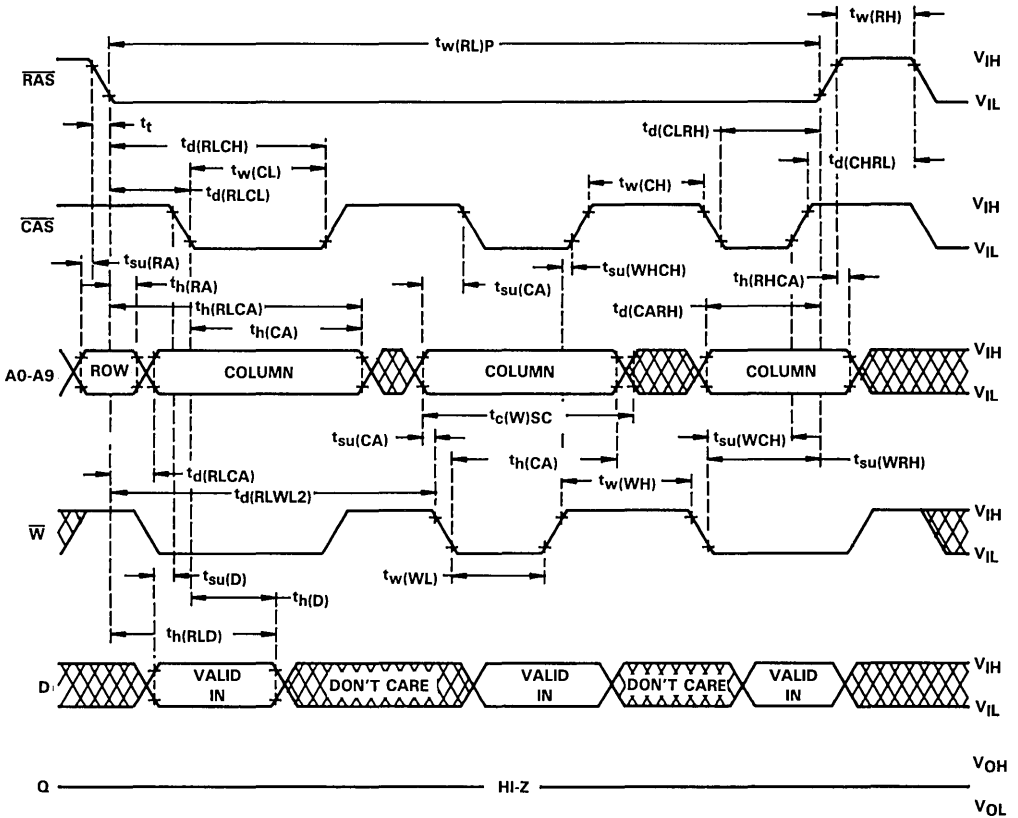 tw(RH)
tw(RL)P
RAS
VIH
VIL
tt
td(RLCH)
td(CLRH)
tw(CL)
td(CHRL)
td(RLCL)
tw(CH)
CAS
VIH
VIL
tsu(RA)
tsu(WHCH)
th(RA)
tsu(CA)
th(RHCA)
th(RLCA)
td(CARH)
th(CA)
A0-A9
ROW
COLUMN
COLUMN
COLUMN
VIH
VIL
tc(W)SC
tsu(CA)
tsu(WCH)
th(CA)
tsu(WRH)
td(RLCA)
tw(WH)
td(RLWL2)
W
VIH
VIL
tsu(D)
tw(WL)
th(D)
th(RLD)
D
VALID IN
DON'T CARE
VALID IN
DON'T CARE
VALID IN
VIH
VIL
Q
HI-Z
VOH
VOL